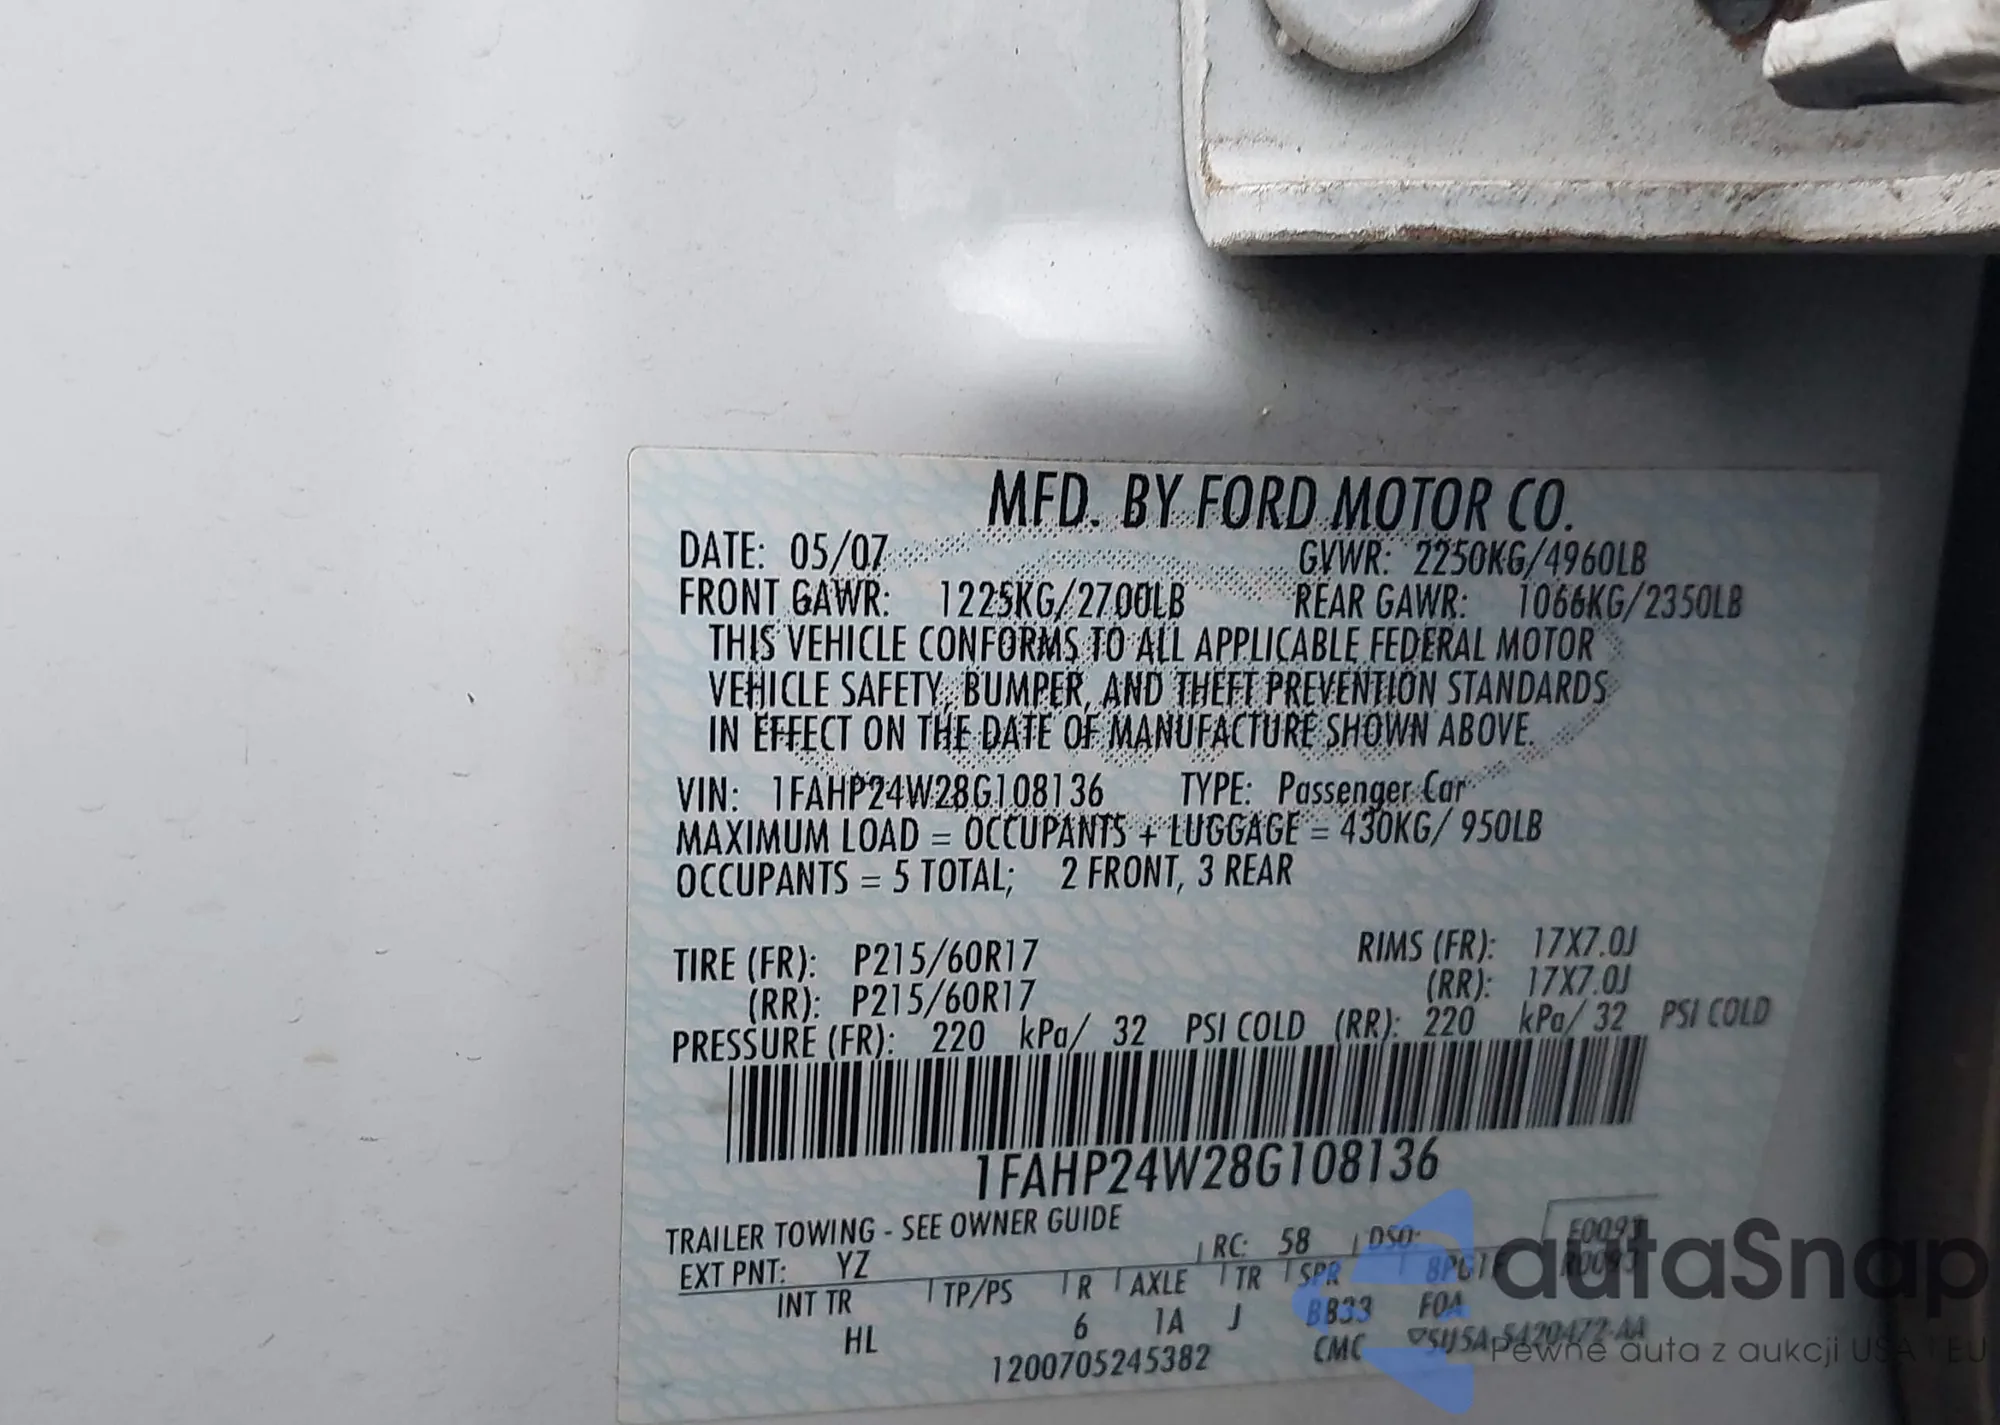 MFD. BY FORD MOTOR CO.
DATE: 05/07 GVWR: 2250KG/4960LB
FRONT GAWR: 1225KG/2700LB REAR GAWR: 1066KG/2350LB
THIS VEHICLE CONFORMS TO ALL APPLICABLE FEDERAL MOTOR
VEHICLE SAFETY, BUMPER, AND THEFT PREVENTION STANDARDS
IN EFFECT ON THE DATE OF MANUFACTURE SHOWN ABOVE.
VIN: 1FAHP24W28G108136 TYPE: Passenger Car
MAXIMUM LOAD = OCCUPANTS + LUGGAGE = 430KG/ 950LB
OCCUPANTS = 5 TOTAL; 2 FRONT, 3 REAR
TIRE (FR): P215/60R17 RIMS (FR): 17X7.0J
(RR): P215/60R17 (RR): 17X7.0J
PRESSURE (FR): 220 kPa/ 32 PSI COLD (RR): 220 kPa/ 32 PSI COLD
1FAHP24W28G108136
TRAILER TOWING - SEE OWNER GUIDE
EXT PNT: YZ RC: 58 DSO: E0093
R0093
INT TR TP/PS R AXLE TR SPR
HL 6 1A J BB33 FOA
1200705245382 CMC
autaSnap
Pewne auta z aukcji USA i EU